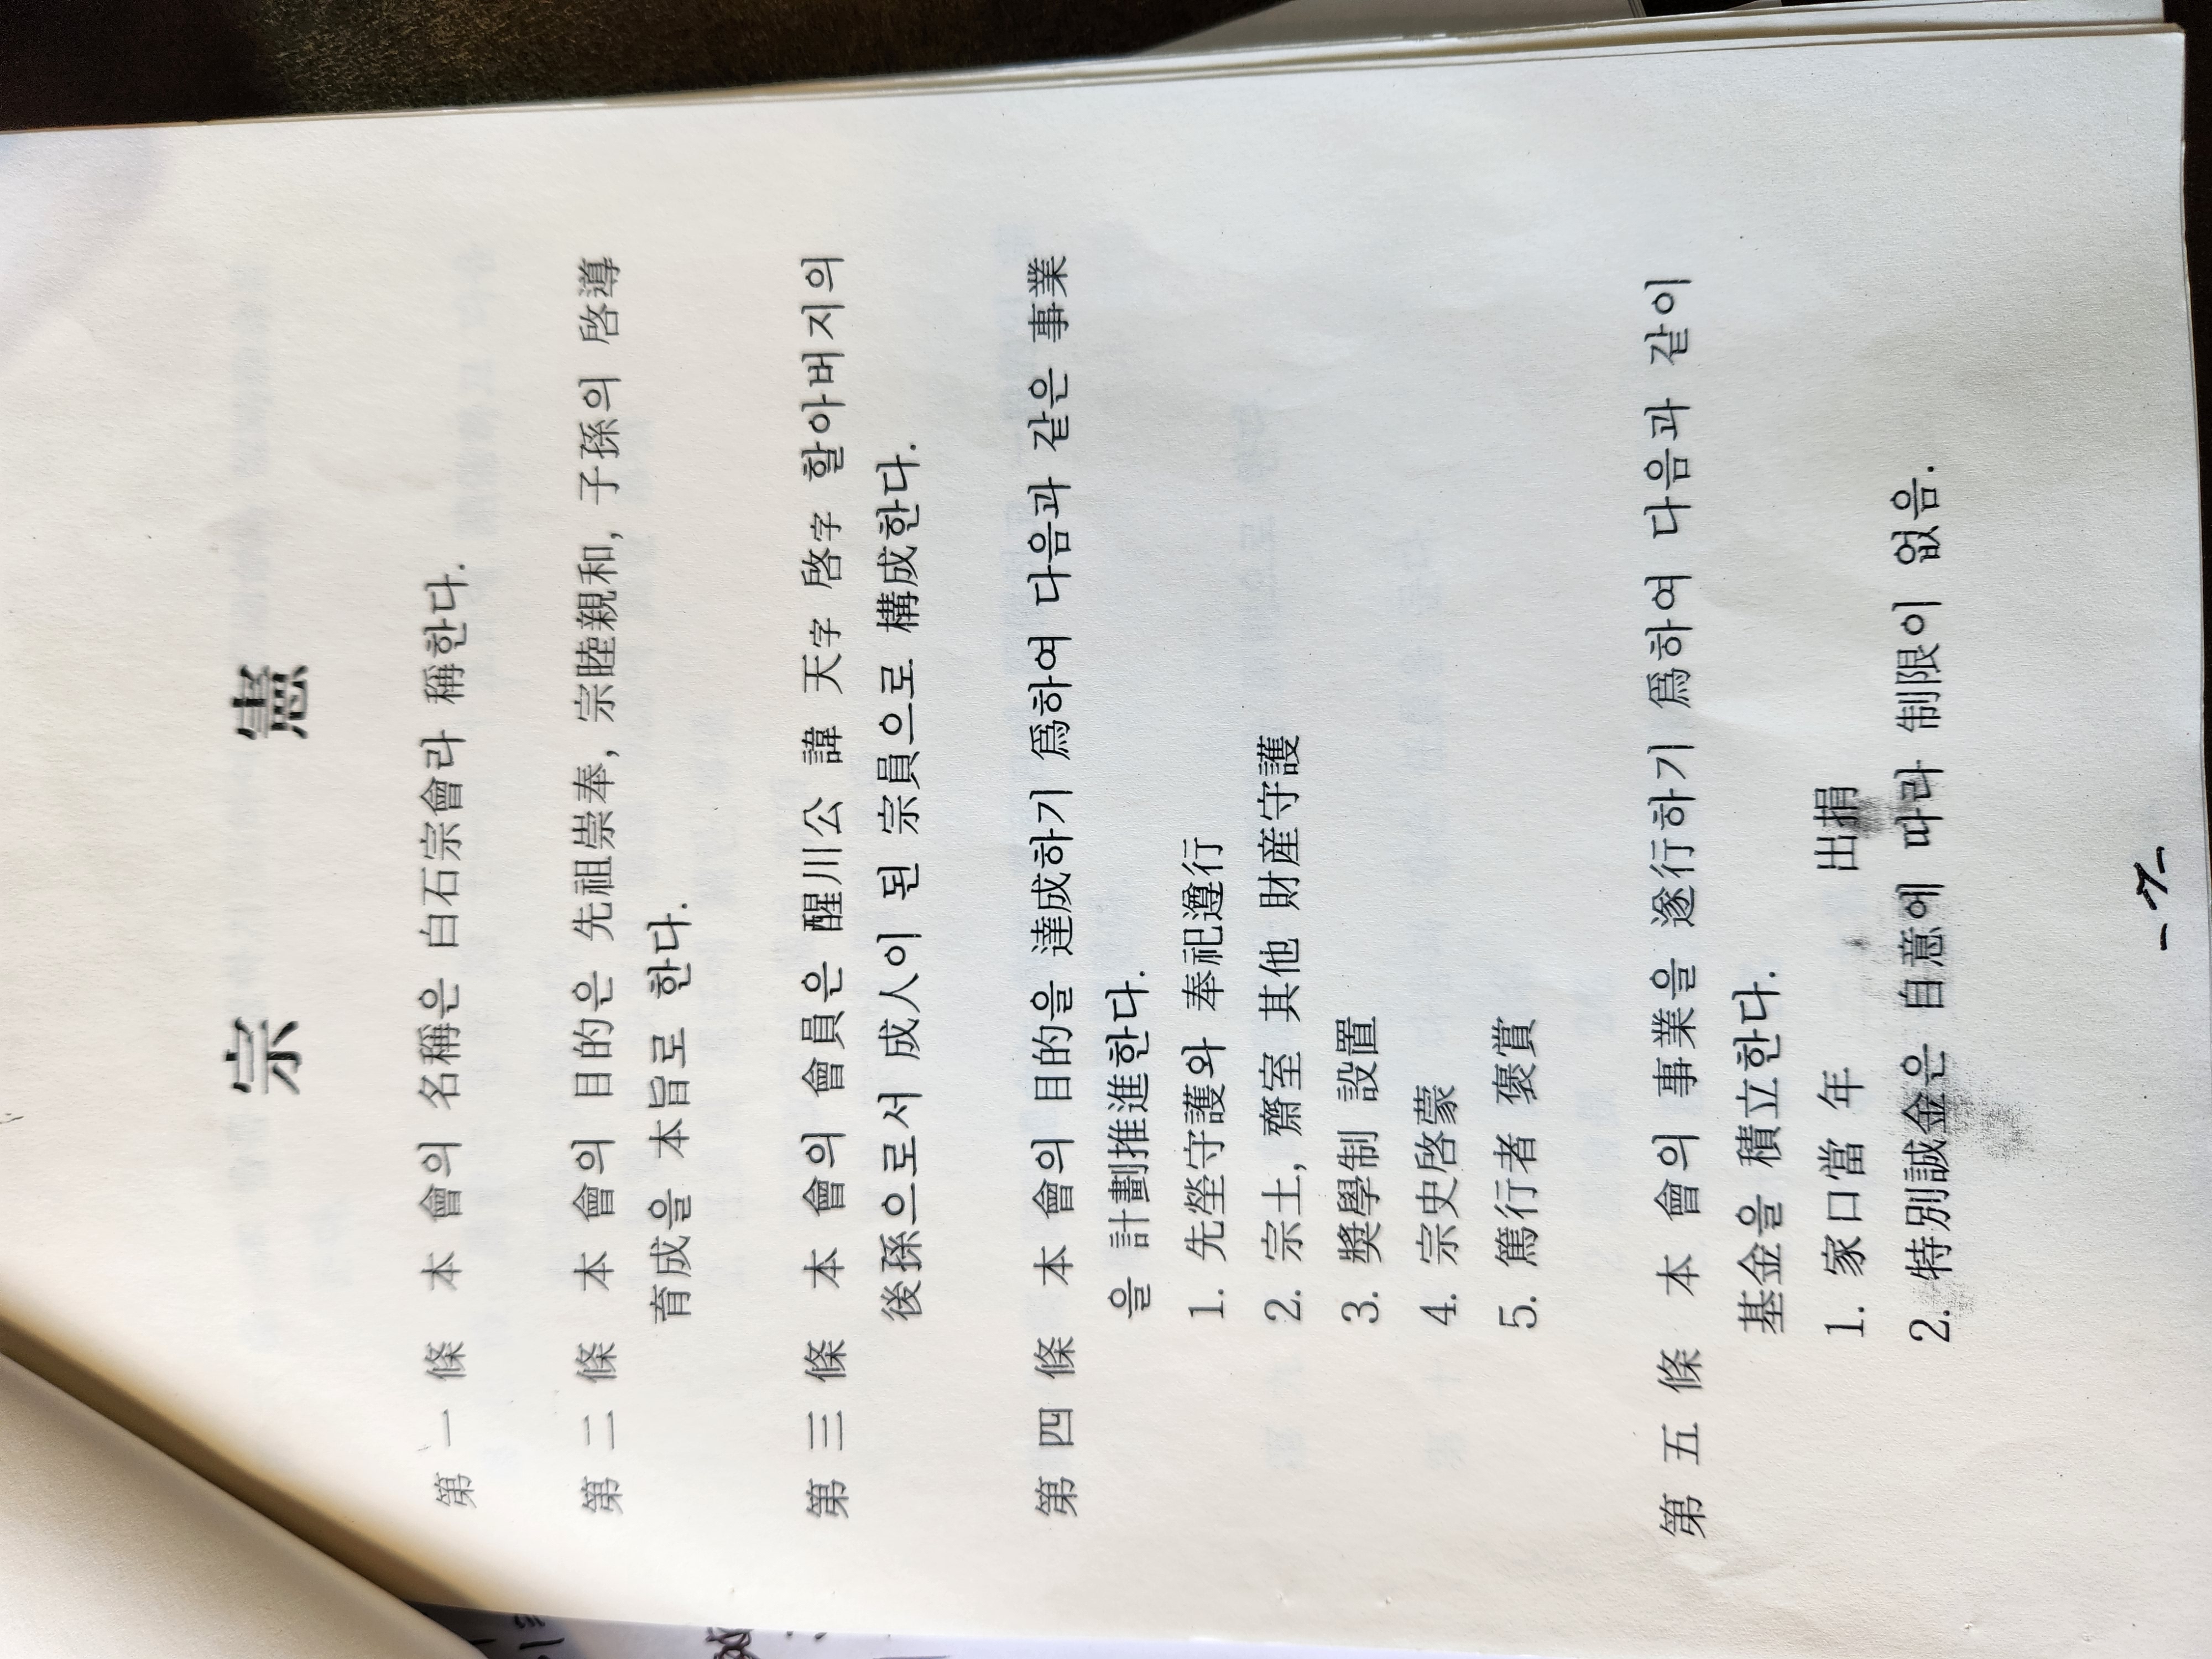 宗 憲
第 一 條 本 會의 名稱은 白石宗會라 稱한다.
第 二 條 本 會의 目的은 先祖崇奉, 宗睦親和, 子孫의 啓導
育成을 本旨로 한다.
第 三 條 本 會의 會員은 醒川公 諱 天字 啓字 할아버지의
後孫으로서 成人이 된 宗員으로 構成한다.
第 四 條 本 會의 目的을 達成하기 爲하여 다음과 같은 事業
을 計劃推進한다.
1. 先塋守護와 奉祀遵行
2. 宗土, 齋室 其他 財産守護
3. 獎學制 設置
4. 宗史啓蒙
5. 篤行者 褒賞
第 五 條 本 會의 事業을 遂行하기 爲하여 다음과 같이
基金을 積立한다.
1. 家口當 年 出捐
2. 特別誠金은 自意에 따라 制限이 없음.